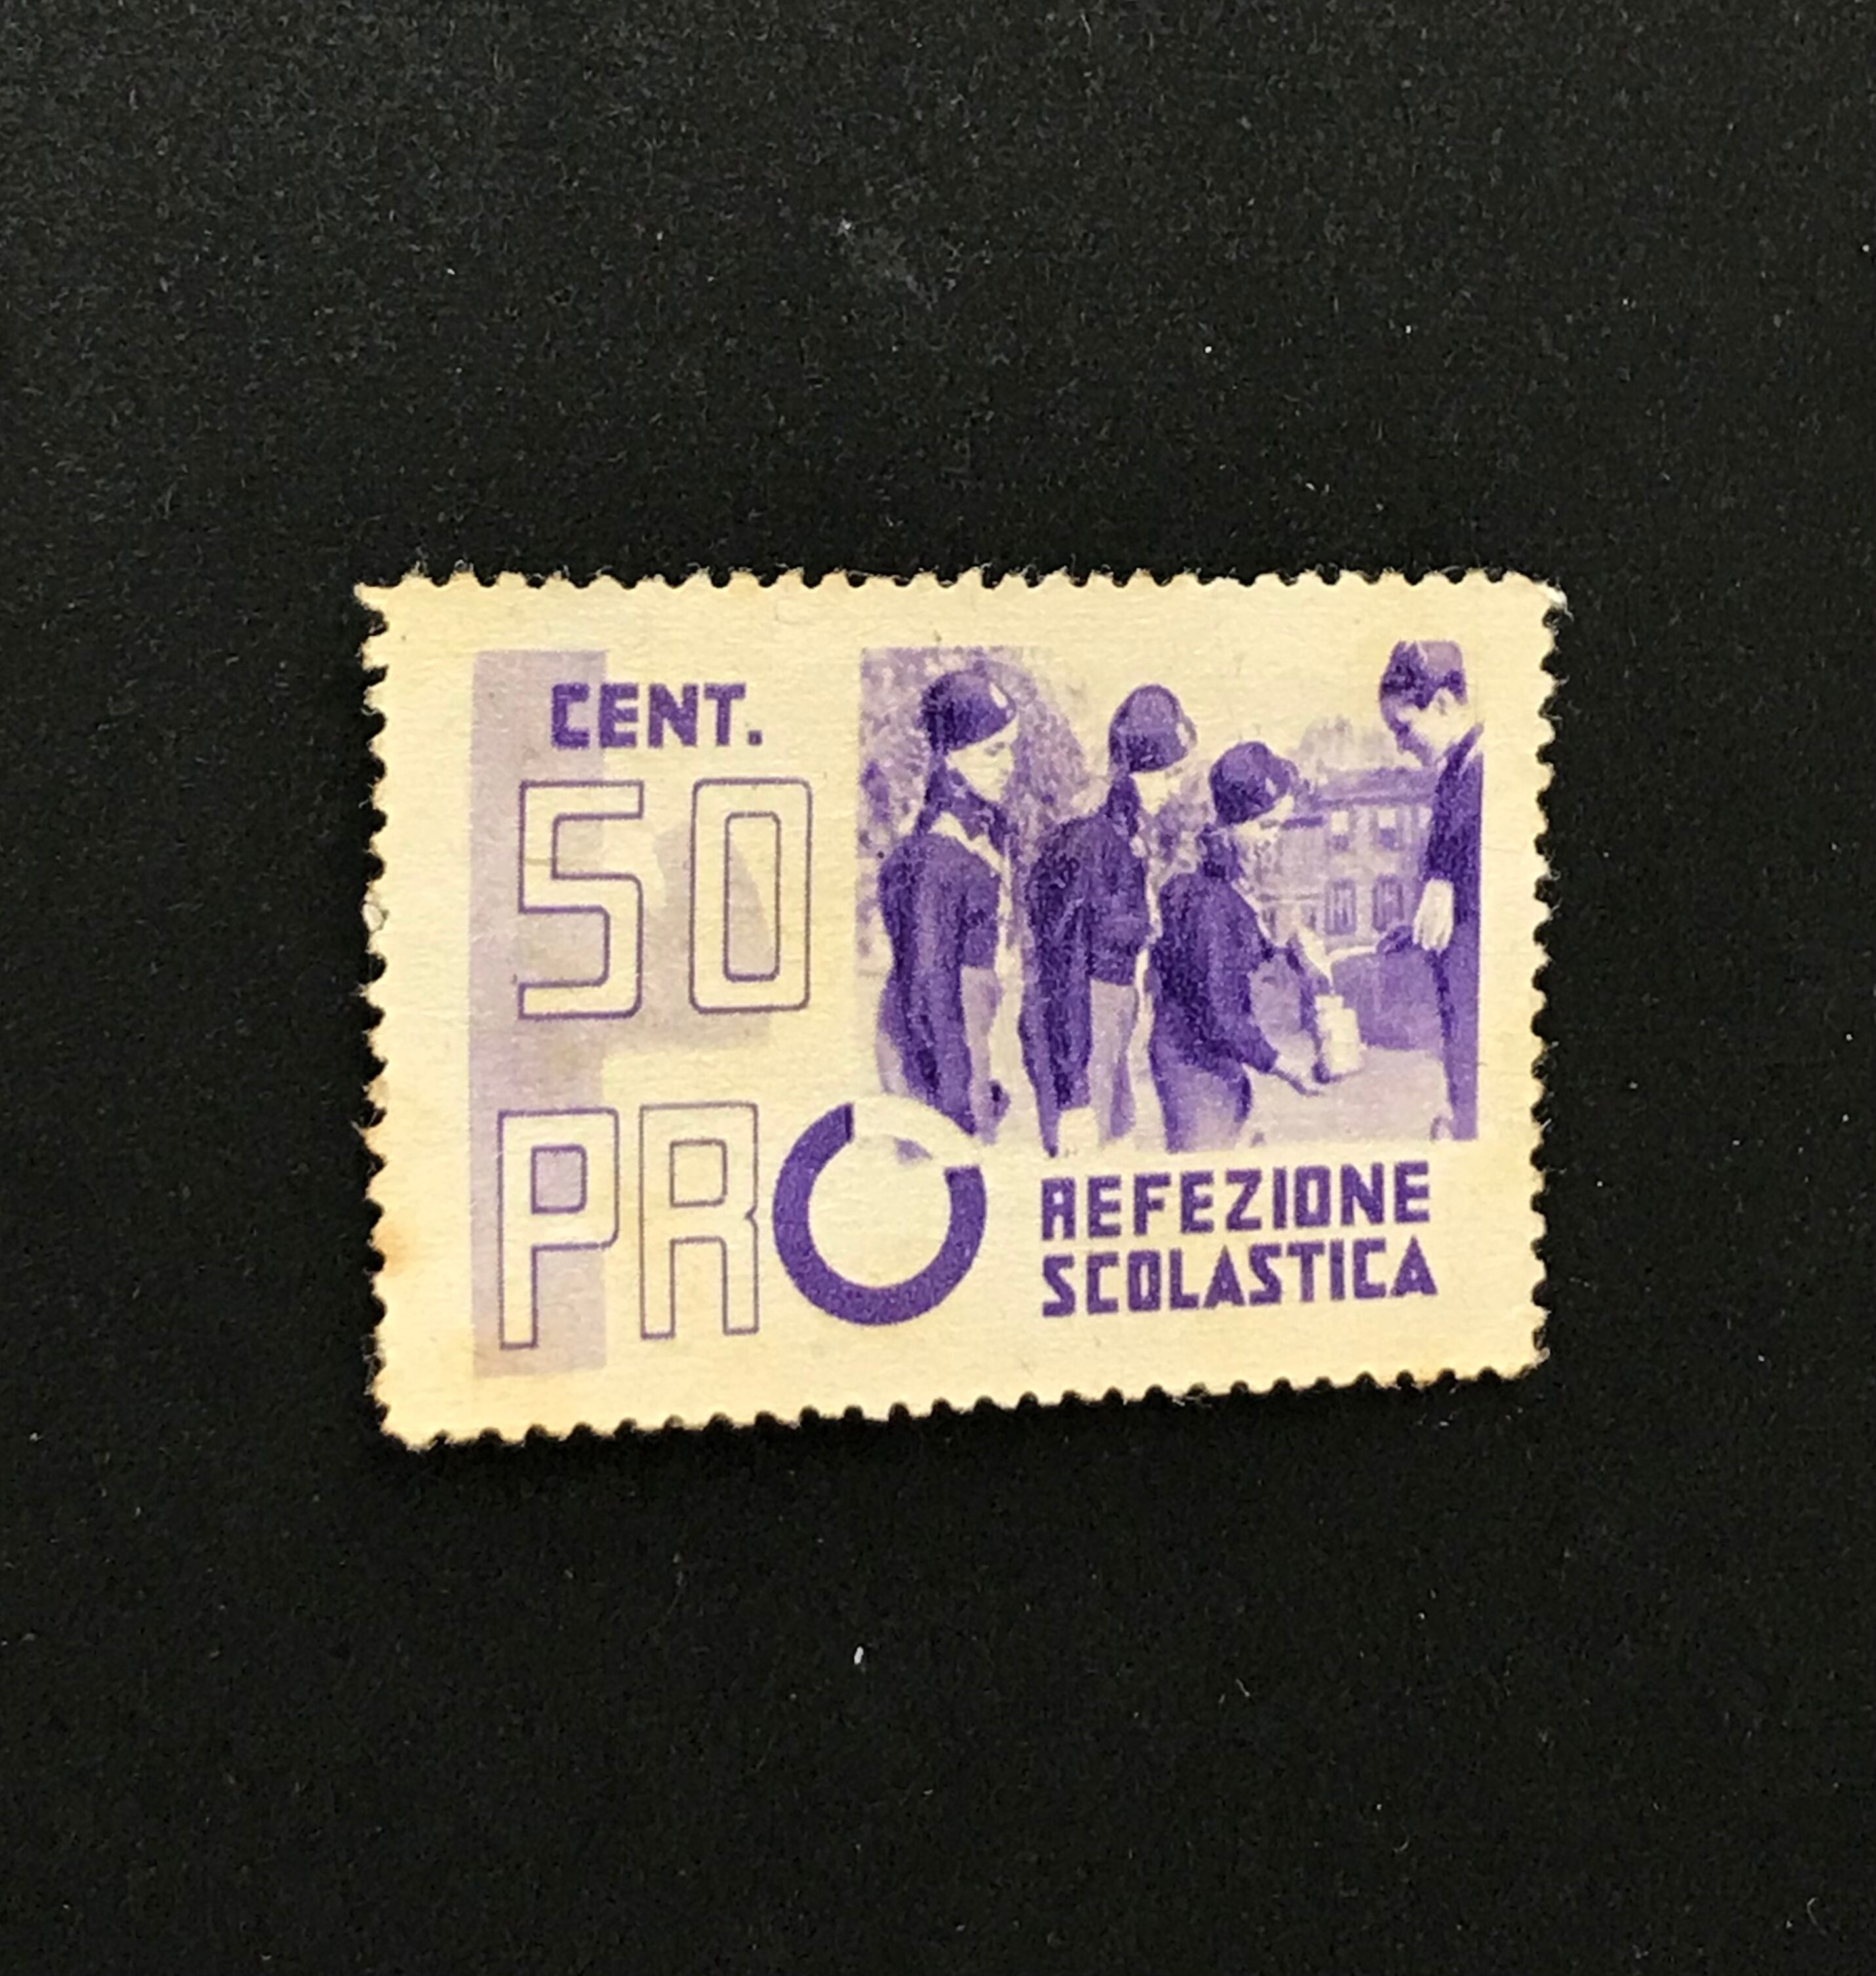 CENT.
50
PRO
REFEZIONE
SCOLASTICA